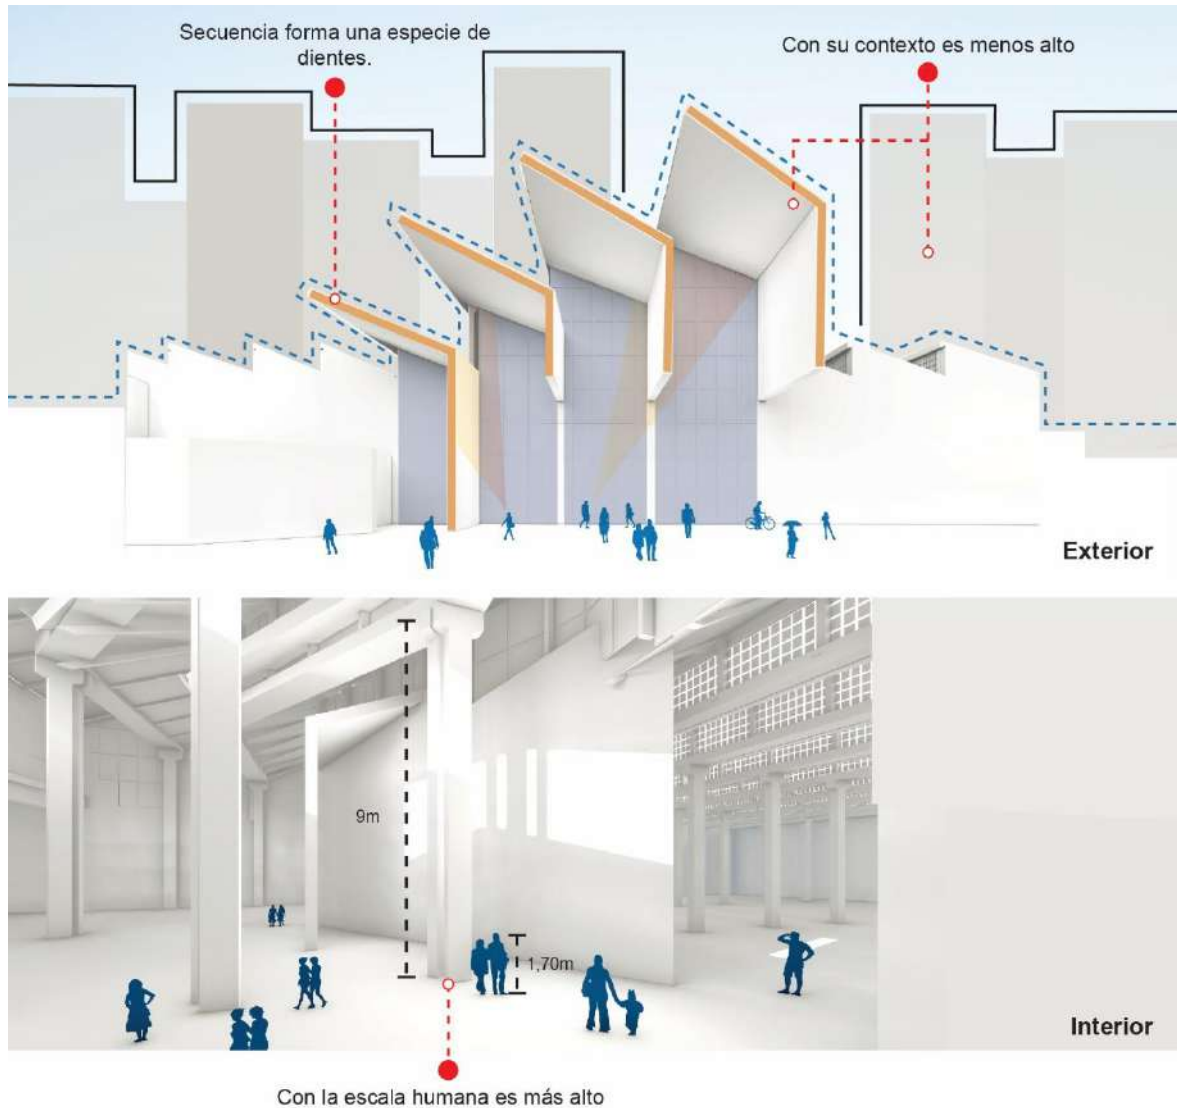 Secuencia forma una especie de
dientes.
Con su contexto es menos alto
Exterior
9m
1,70m
Interior
Con la escala humana es más alto